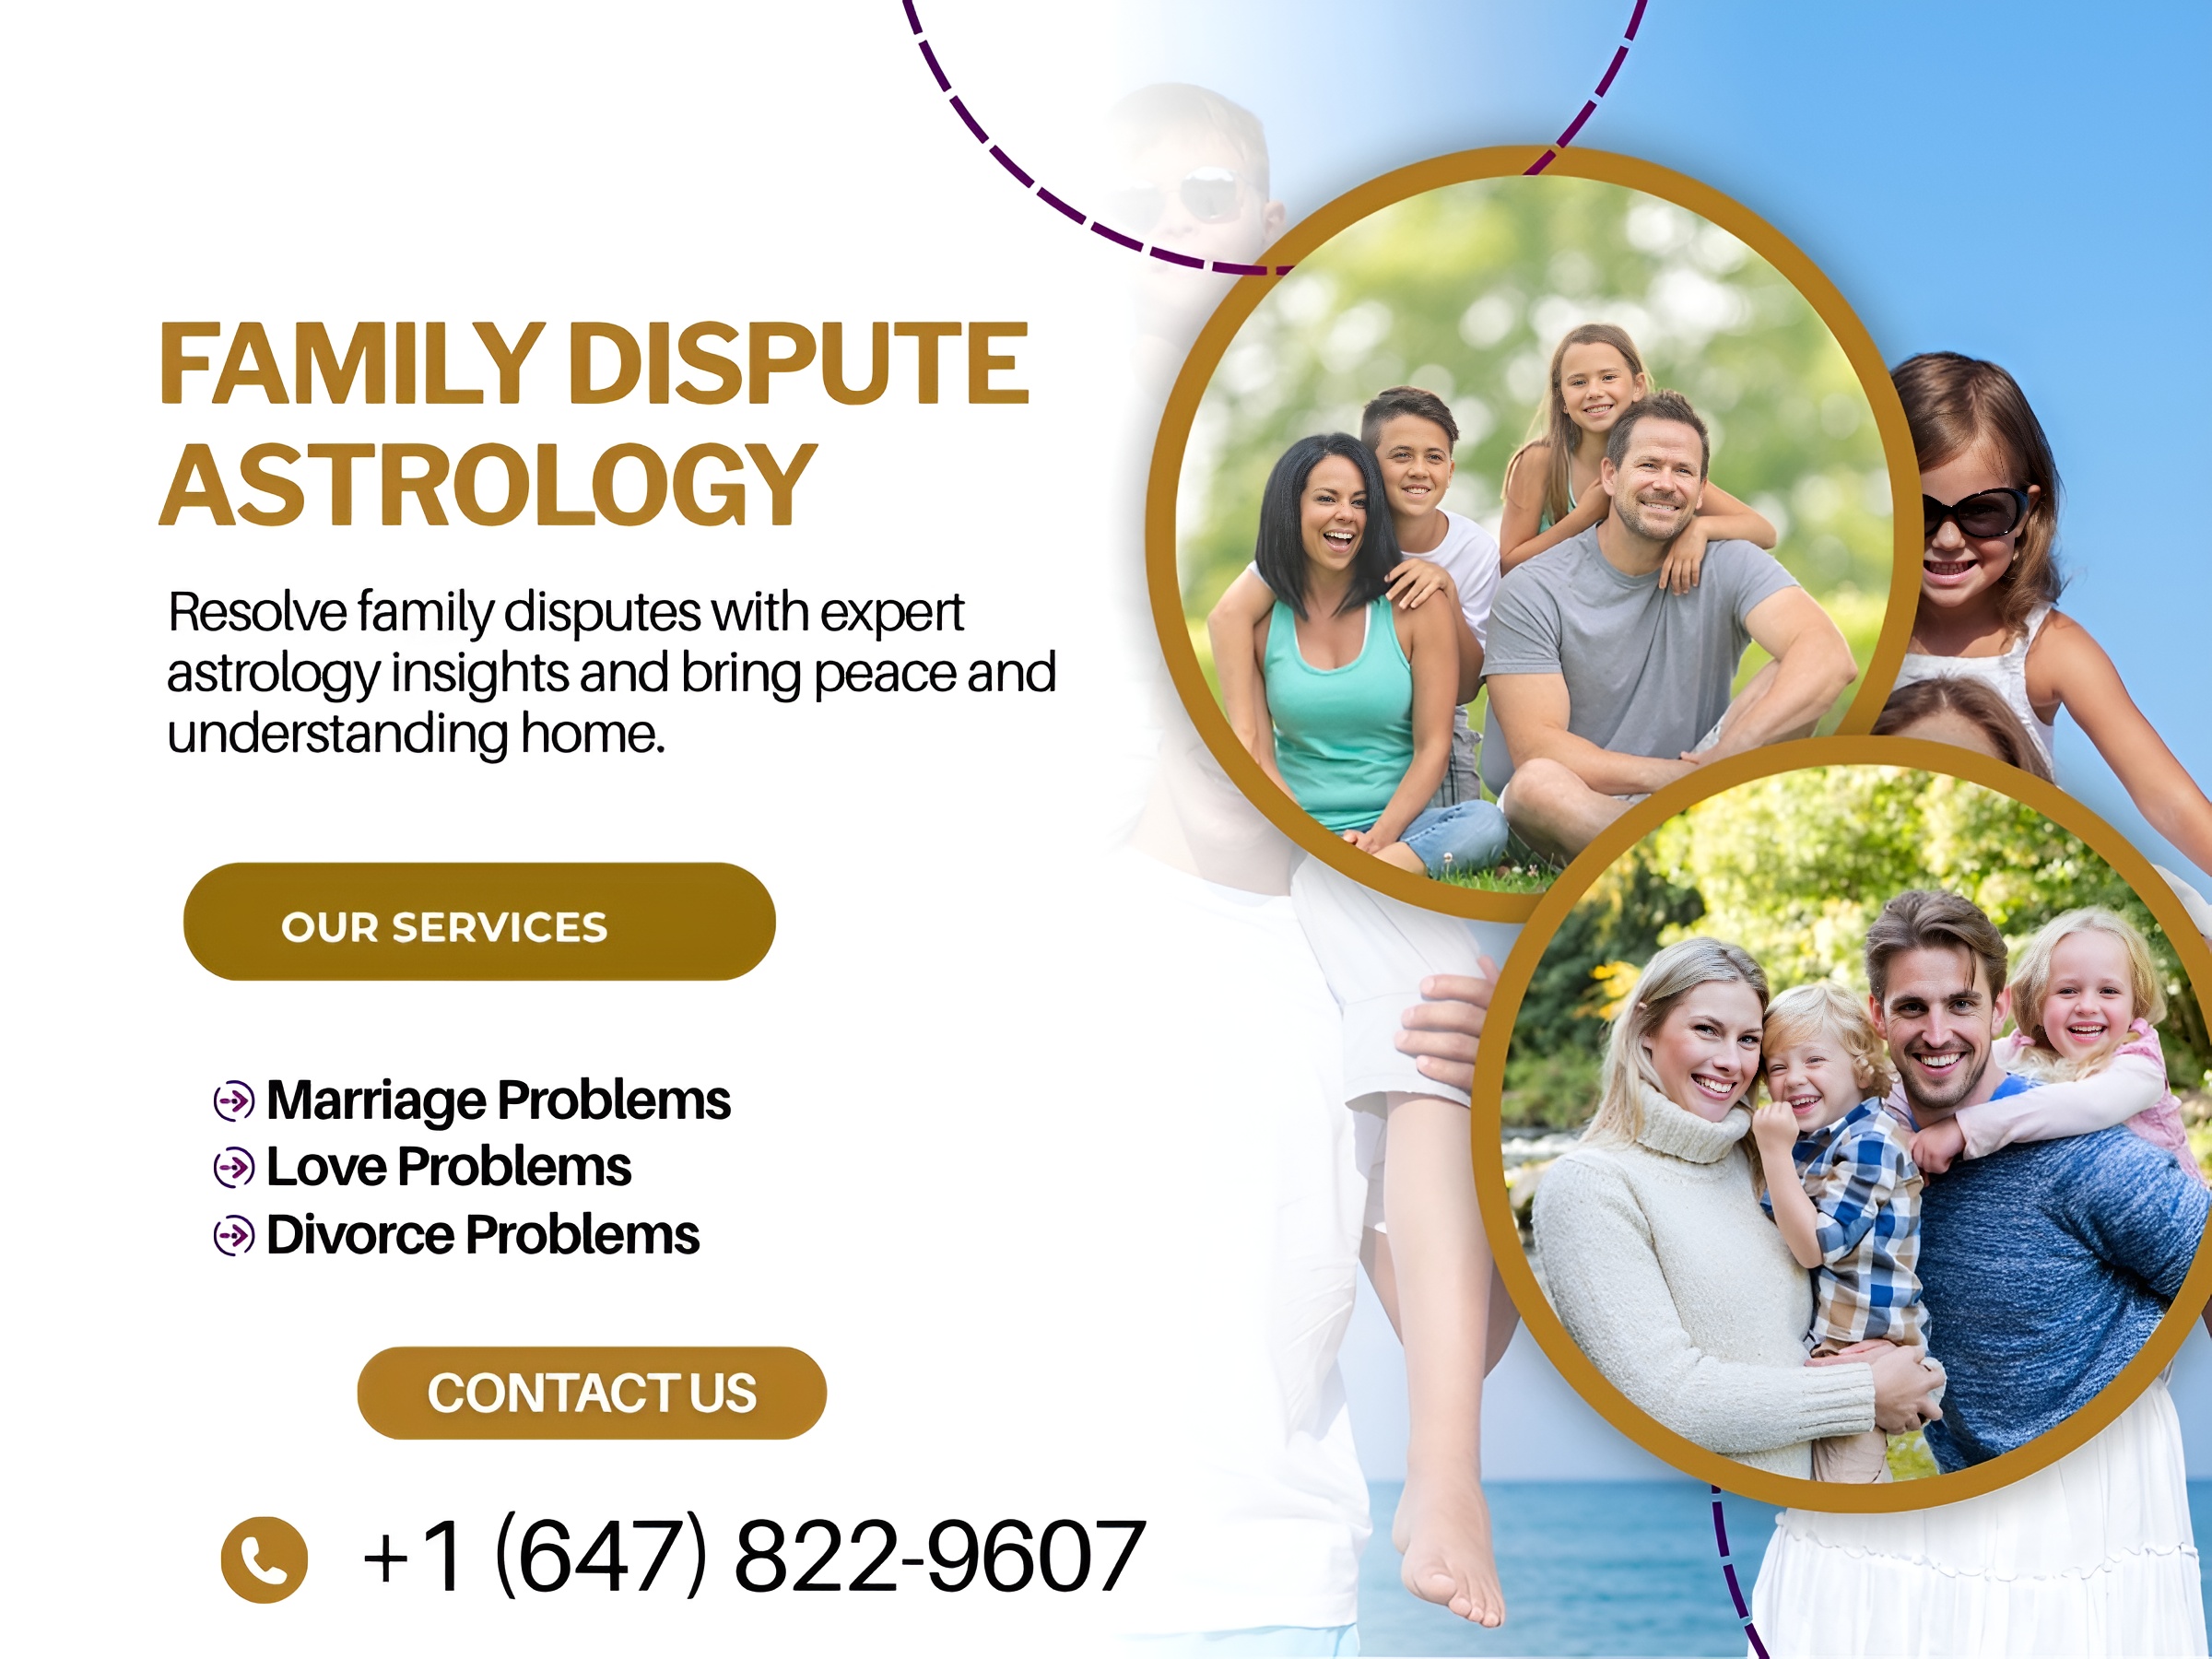 FAMILY DISPUTE
ASTROLOGY
Resolve family disputes with expert
astrology insights and bring peace and
understanding home.
OUR SERVICES
Marriage Problems
Love Problems
Divorce Problems
CONTACT US
+1 (647) 822-9607